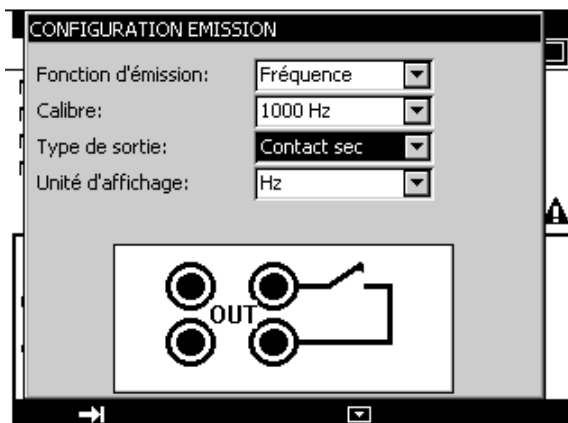 CONFIGURATION EMISSION
Fonction d'émission: Fréquence
Calibre: 1000 Hz
Type de sortie: Contact sec
Unité d'affichage: Hz
OUT